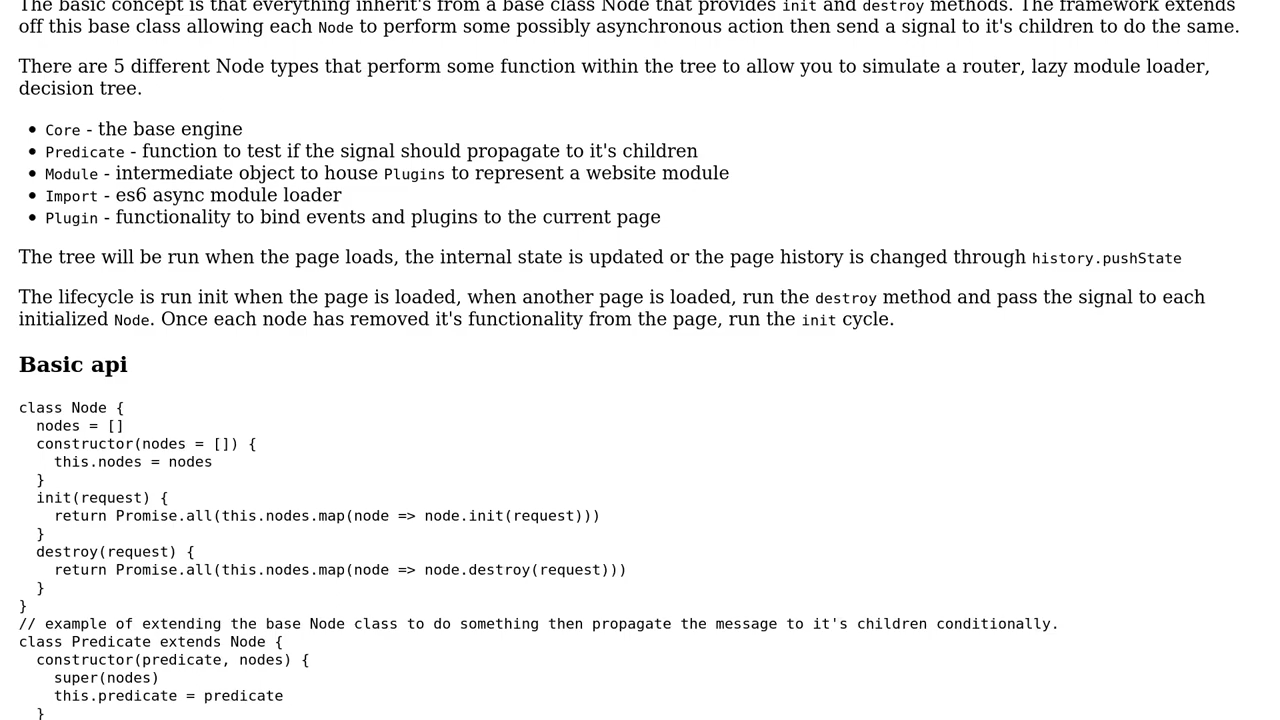 The basic concept is that everything inherit's from a base class Node that provides init and destroy methods. The framework extends
off this base class allowing each Node to perform some possibly asynchronous action then send a signal to it's children to do the same.
There are 5 different Node types that perform some function within the tree to allow you to simulate a router, lazy module loader,
decision tree.
• Core - the base engine
• Predicate - function to test if the signal should propagate to it's children
• Module - intermediate object to house Plugins to represent a website module
• Import - es6 async module loader
• Plugin - functionality to bind events and plugins to the current page
The tree will be run when the page loads, the internal state is updated or the page history is changed through history.pushState
The lifecycle is run init when the page is loaded, when another page is loaded, run the destroy method and pass the signal to each
initialized Node. Once each node has removed it's functionality from the page, run the init cycle.
Basic api
class Node {
  nodes = []
  constructor(nodes = []) {
    this.nodes = nodes
  }
  init(request) {
    return Promise.all(this.nodes.map(node => node.init(request)))
  }
  destroy(request) {
    return Promise.all(this.nodes.map(node => node.destroy(request)))
  }
}
// example of extending the base Node class to do something then propagate the message to it's children conditionally.
class Predicate extends Node {
  constructor(predicate, nodes) {
    super(nodes)
    this.predicate = predicate
  }